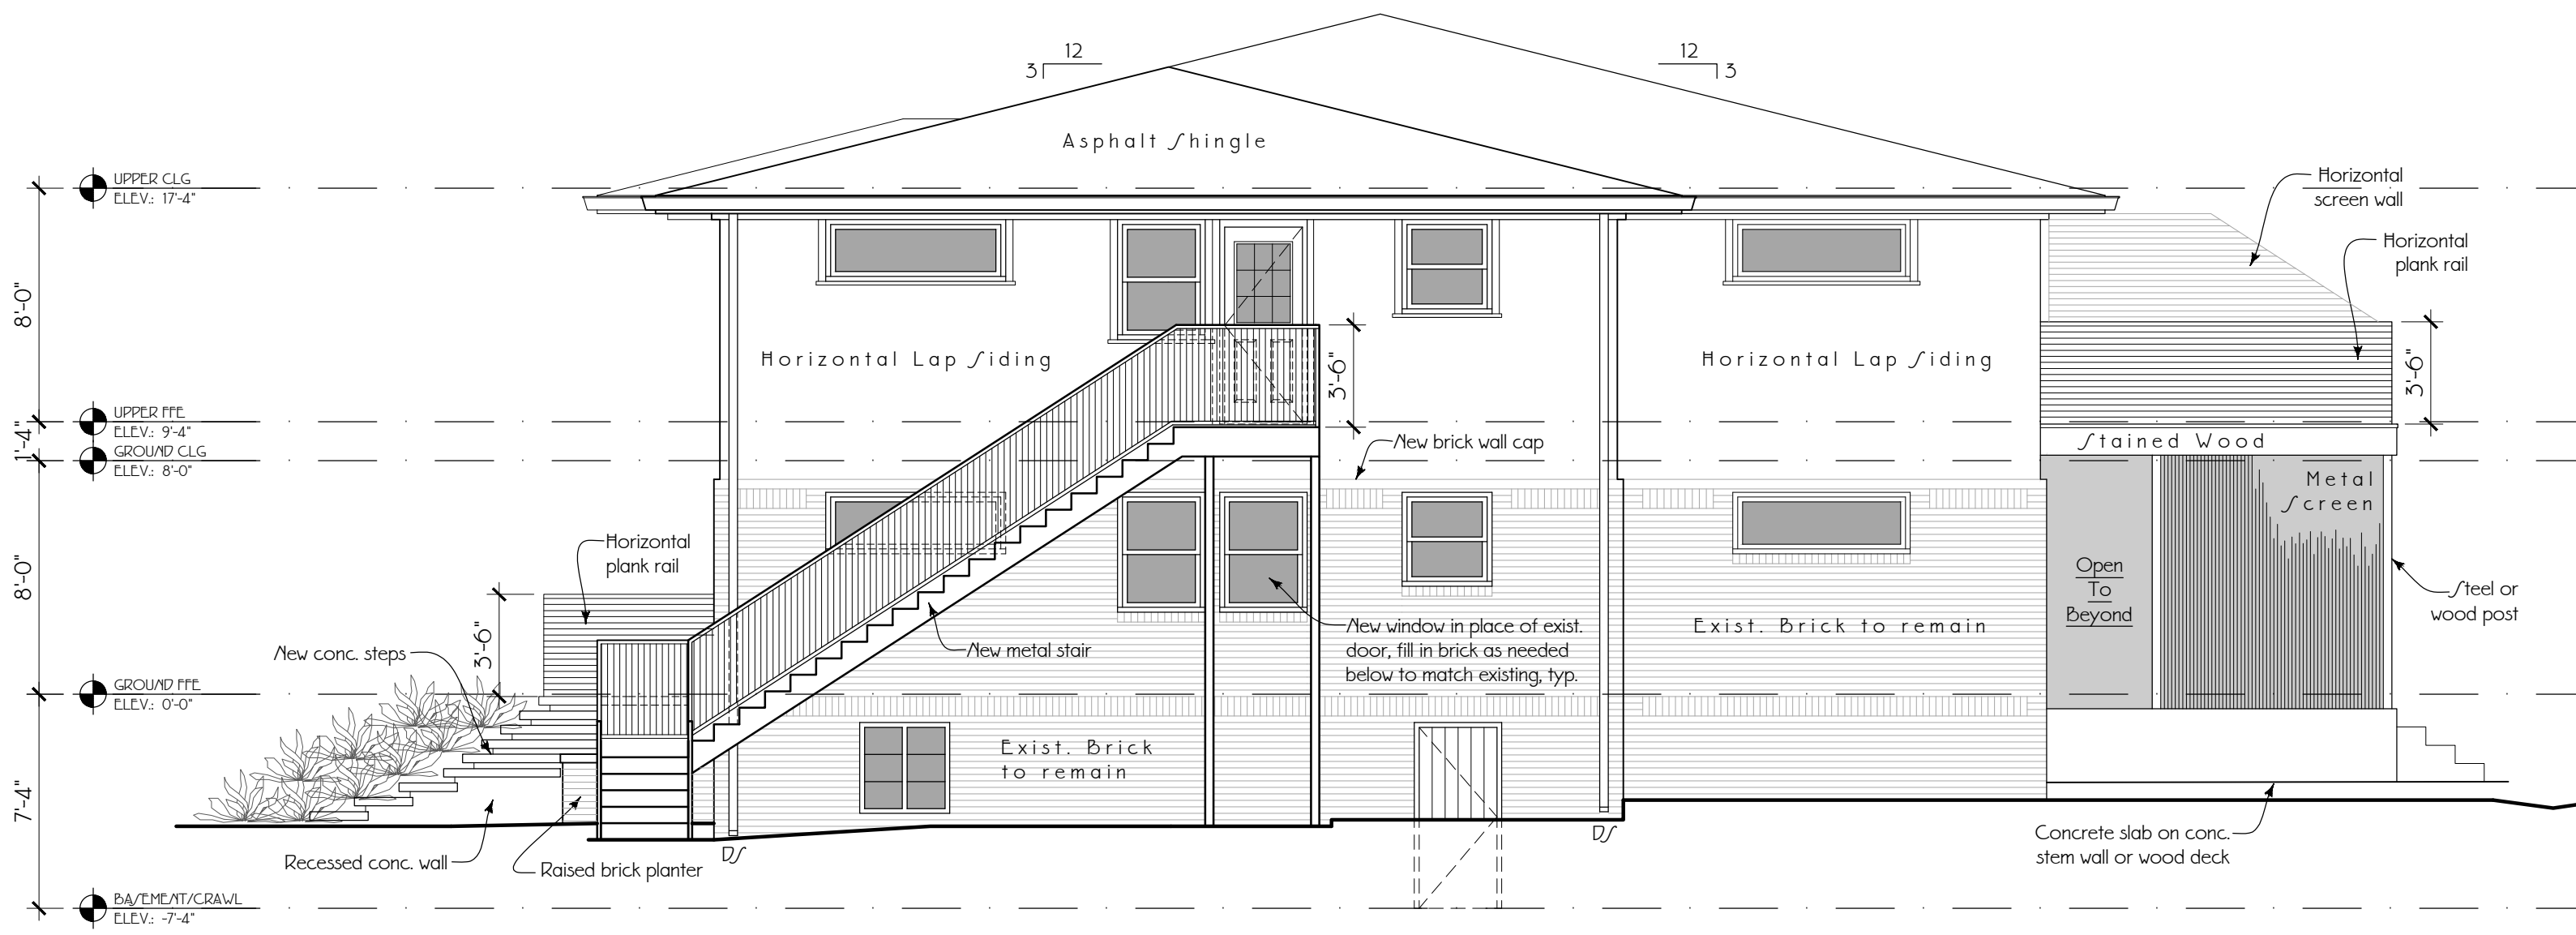 12
3
12
3
Asphalt Shingle
UPPER CLG
ELEV.: 17'-4"
Horizontal
screen wall
Horizontal
plank rail
8'-0"
Horizontal Lap Siding
3'-6"
Horizontal Lap Siding
3'-6"
UPPER FFE
ELEV.: 9'-4"
1'-4"
GROUND CLG
ELEV.: 8'-0"
New brick wall cap
Stained Wood
Metal
Screen
Horizontal
plank rail
8'-0"
Open
To
Beyond
Steel or
wood post
3'-6"
New conc. steps
New metal stair
New window in place of exist.
door, fill in brick as needed
below to match existing, typ.
Exist. Brick to remain
GROUND FFE
ELEV.: 0'-0"
Exist. Brick
to remain
7'-4"
Recessed conc. wall
Raised brick planter
DS
DS
Concrete slab on conc.
stem wall or wood deck
BASEMENT/CRAWL
ELEV.: -7'-4"